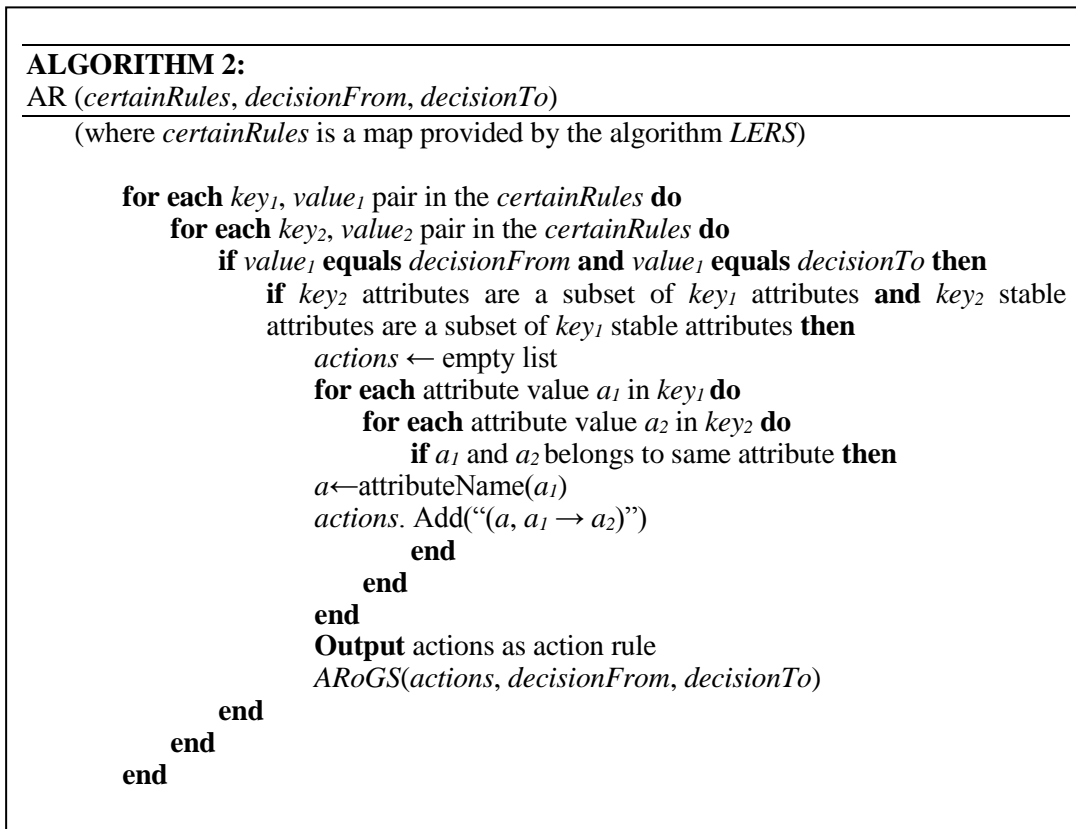 ALGORITHM 2:
AR (certainRules, decisionFrom, decisionTo)
(where certainRules is a map provided by the algorithm LERS)
for each key₁, value₁ pair in the certainRules do
for each key₂, value₂ pair in the certainRules do
if value₁ equals decisionFrom and value₁ equals decisionTo then
if key₂ attributes are a subset of key₁ attributes and key₂ stable
attributes are a subset of key₁ stable attributes then
actions ← empty list
for each attribute value a₁ in key₁ do
for each attribute value a₂ in key₂ do
if a₁ and a₂ belongs to same attribute then
a←attributeName(a₁)
actions. Add(“(a, a₁ → a₂)”)
end
end
end
Output actions as action rule
ARoGS(actions, decisionFrom, decisionTo)
end
end
end